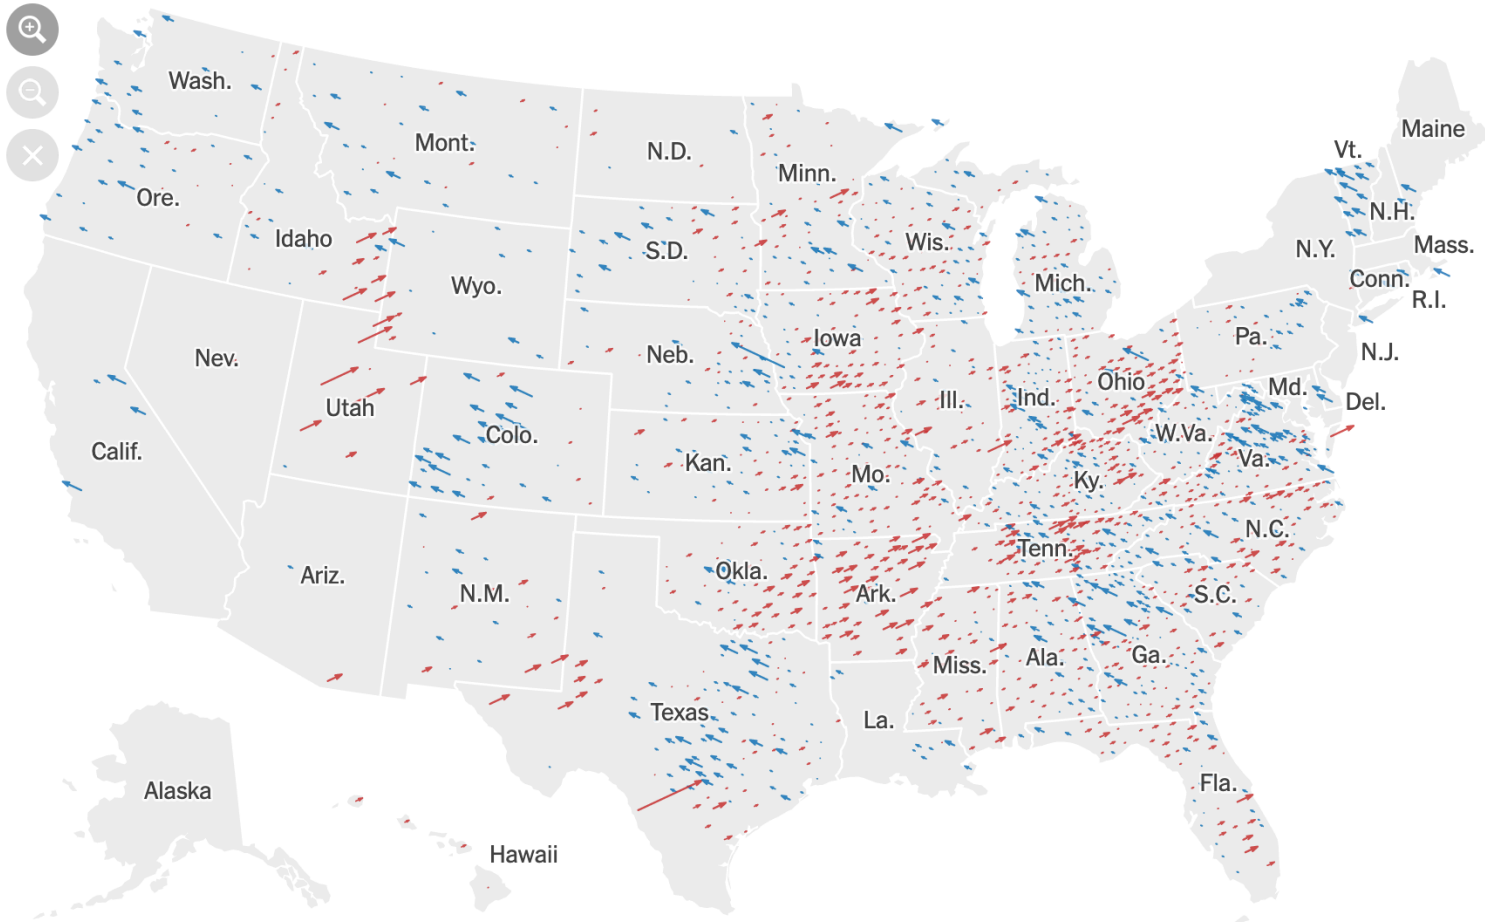 Wash.
Mont.
N.D.
Minn.
Vt.
Maine
Ore.
Idaho
S.D.
Wis.
Mich.
N.Y.
N.H.
Mass.
Wyo.
Conn.
R.I.
Nev.
Neb.
Iowa
Pa.
N.J.
Utah
Colo.
Ill.
Ind.
Ohio
Md.
Del.
Calif.
Kan.
Mo.
Ky.
W.Va.
Va.
Ariz.
N.M.
Okla.
Ark.
Tenn.
N.C.
S.C.
Texas
La.
Miss.
Ala.
Ga.
Alaska
Hawaii
Fla.